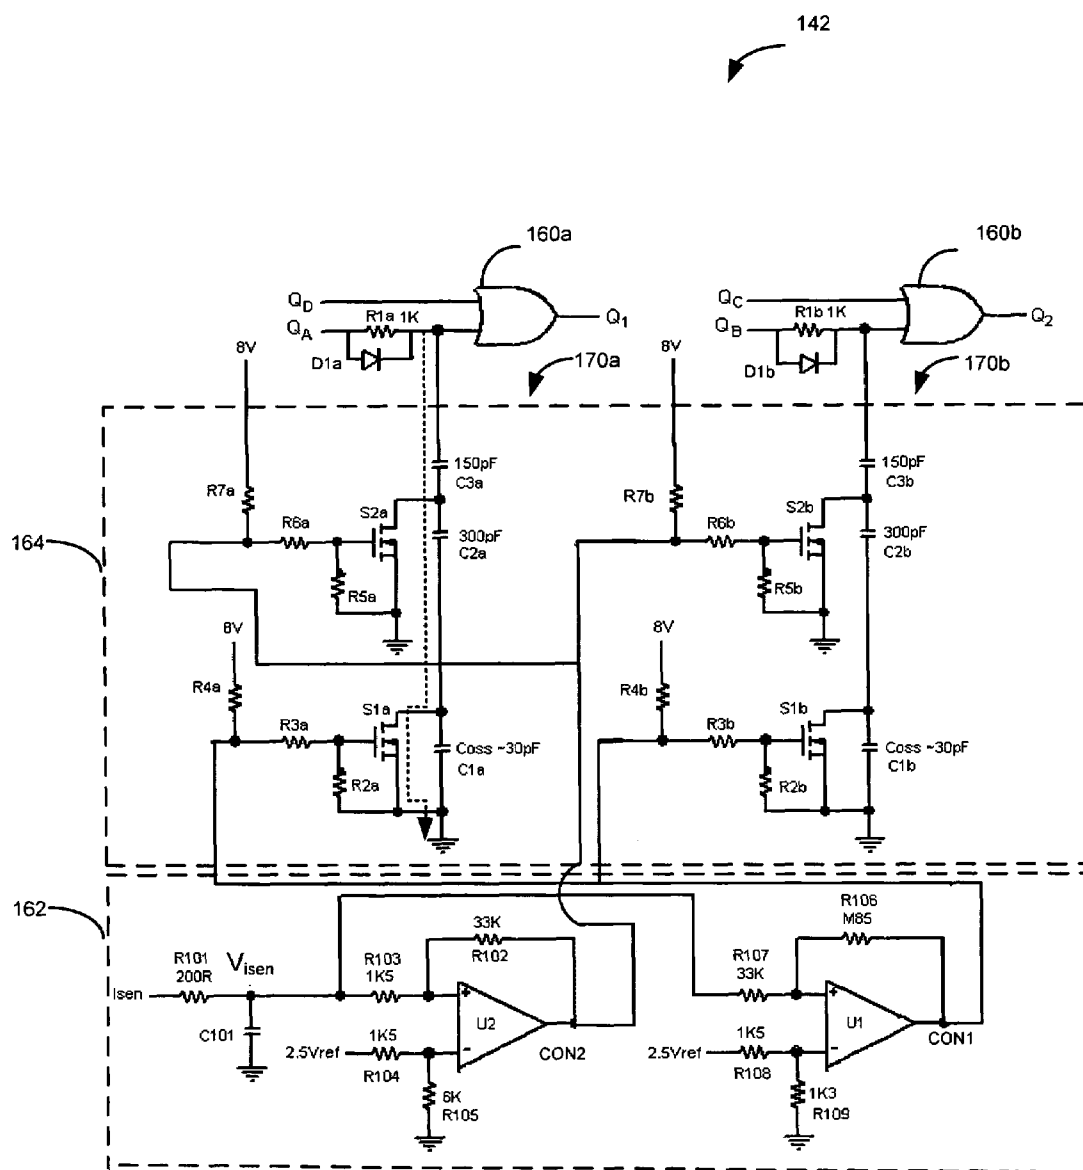 142
160a
160b
QD
R1a 1K
QA
Q1
D1a
170a
QC
R1b 1K
QB
Q2
D1b
170b
8V
8V
164
R7a
R6a
S2a
R5a
150pF
C3a
300pF
C2a
R7b
R6b
S2b
R5b
150pF
C3b
300pF
C2b
8V
R4a
R3a
S1a
R2a
Coss ~30pF
C1a
8V
R4b
R3b
S1b
R2b
Coss ~30pF
C1b
162
Isen
R101
200R
Visen
C101
R103
1K5
33K
R102
U2
CON2
2.5Vref
1K5
R104
6K
R105
R107
33K
R106
M85
U1
CON1
2.5Vref
1K5
R108
1K3
R109